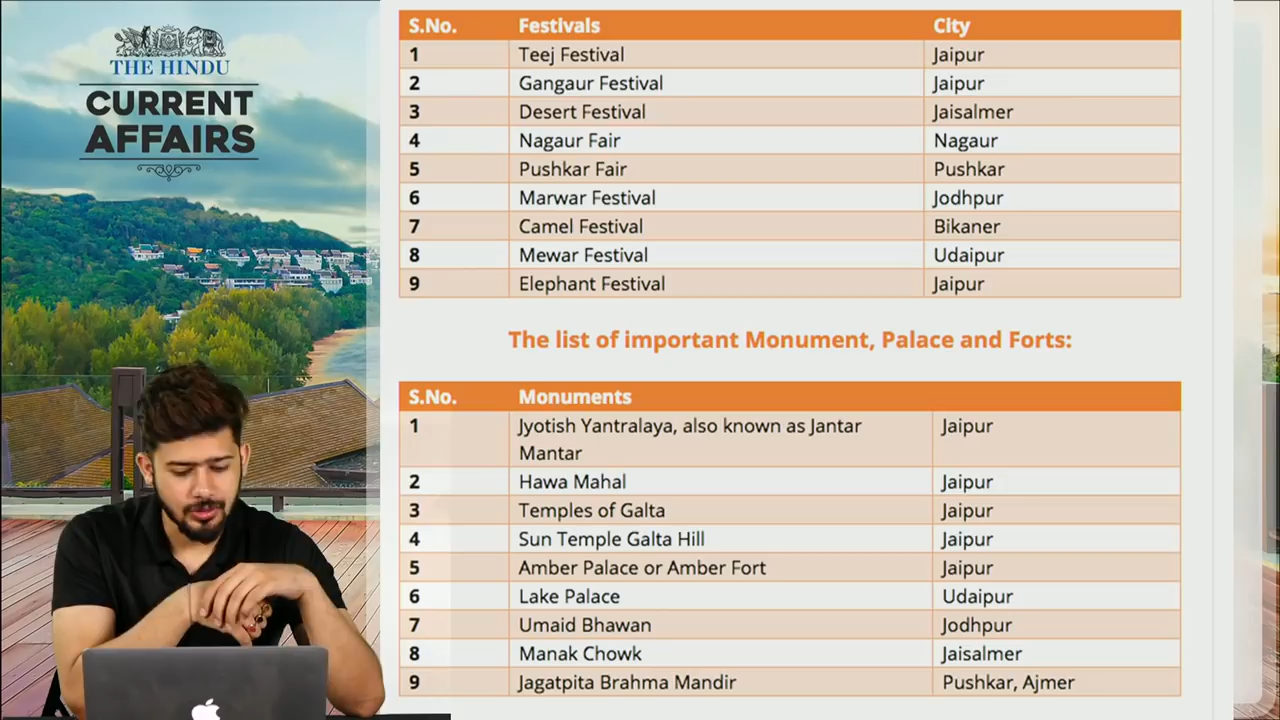 THE HINDU
CURRENT
AFFAIRS
S.No. Festivals City
1 Teej Festival Jaipur
2 Gangaur Festival Jaipur
3 Desert Festival Jaisalmer
4 Nagaur Fair Nagaur
5 Pushkar Fair Pushkar
6 Marwar Festival Jodhpur
7 Camel Festival Bikaner
8 Mewar Festival Udaipur
9 Elephant Festival Jaipur
The list of important Monument, Palace and Forts:
S.No. Monuments
1 Jyotish Yantralaya, also known as Jantar Jaipur
Mantar
2 Hawa Mahal Jaipur
3 Temples of Galta Jaipur
4 Sun Temple Galta Hill Jaipur
5 Amber Palace or Amber Fort Jaipur
6 Lake Palace Udaipur
7 Umaid Bhawan Jodhpur
8 Manak Chowk Jaisalmer
9 Jagatpita Brahma Mandir Pushkar, Ajmer